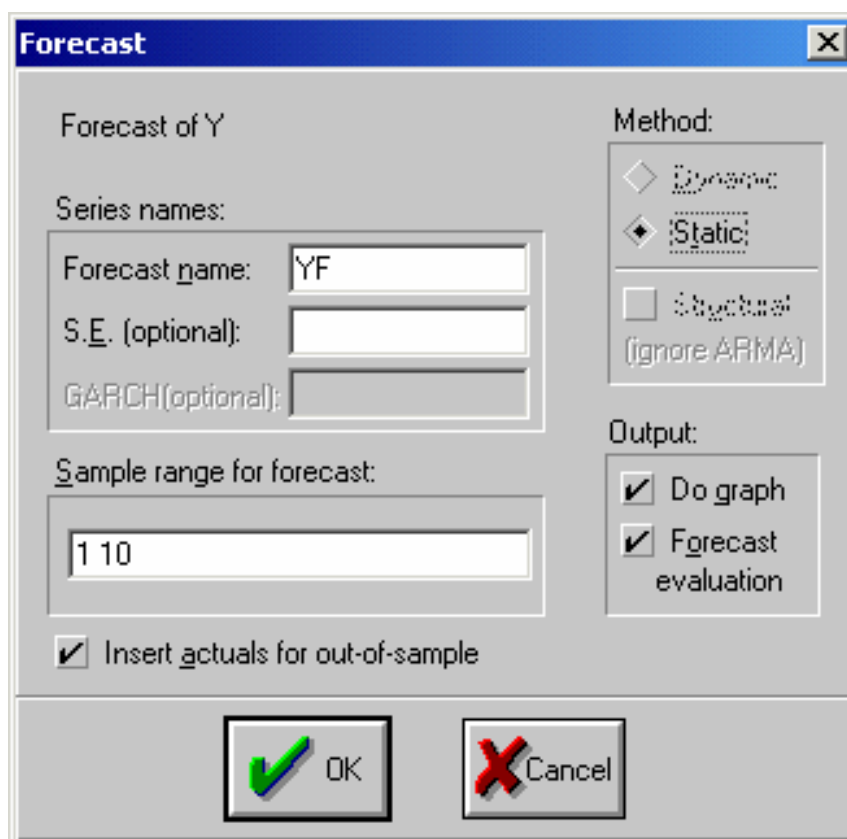 Forecast
Forecast of Y
Series names:
Forecast name: YF
S.E. (optional):
GARCH(optional):
Sample range for forecast:
1 10
Insert actuals for out-of-sample
Method:
Dynamic
Static
Structural
(ignore ARMA)
Output:
Do graph
Forecast
evaluation
OK
Cancel